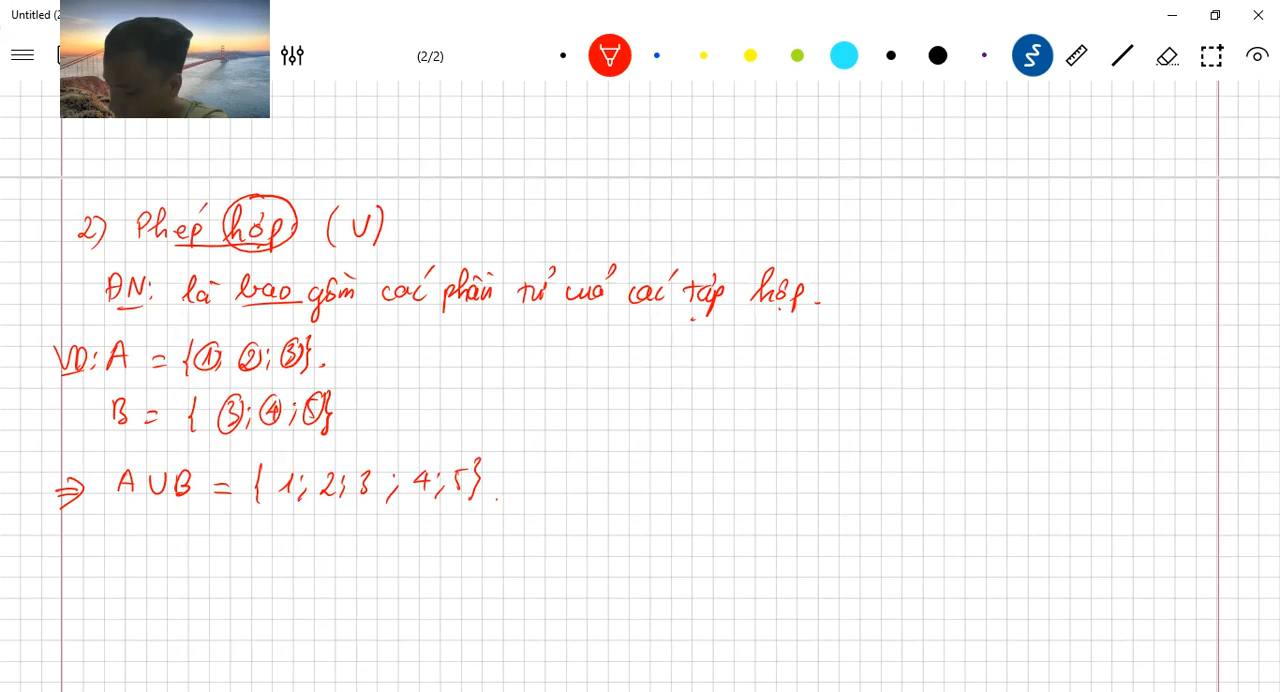 Untitled (2
(2/2)
2) Phép hợp (U)
ĐN: là bao gồm các phần tử của các tập hợp.
VD: A = {1; 2; 3}.
B = { 3; 4; 5}
⇒ A ∪ B = { 1; 2; 3 ; 4; 5}.